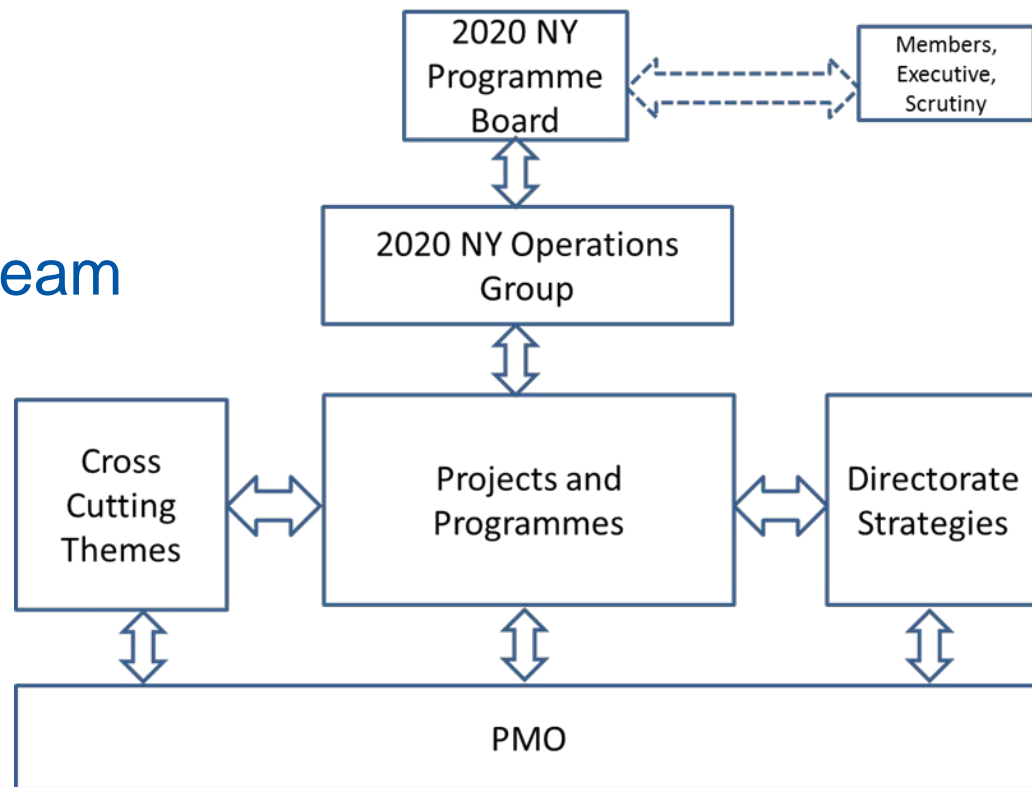 2020 NY
Programme
Board
Members,
Executive,
Scrutiny
2020 NY Operations
Group
eam
Cross
Cutting
Themes
Projects and
Programmes
Directorate
Strategies
PMO